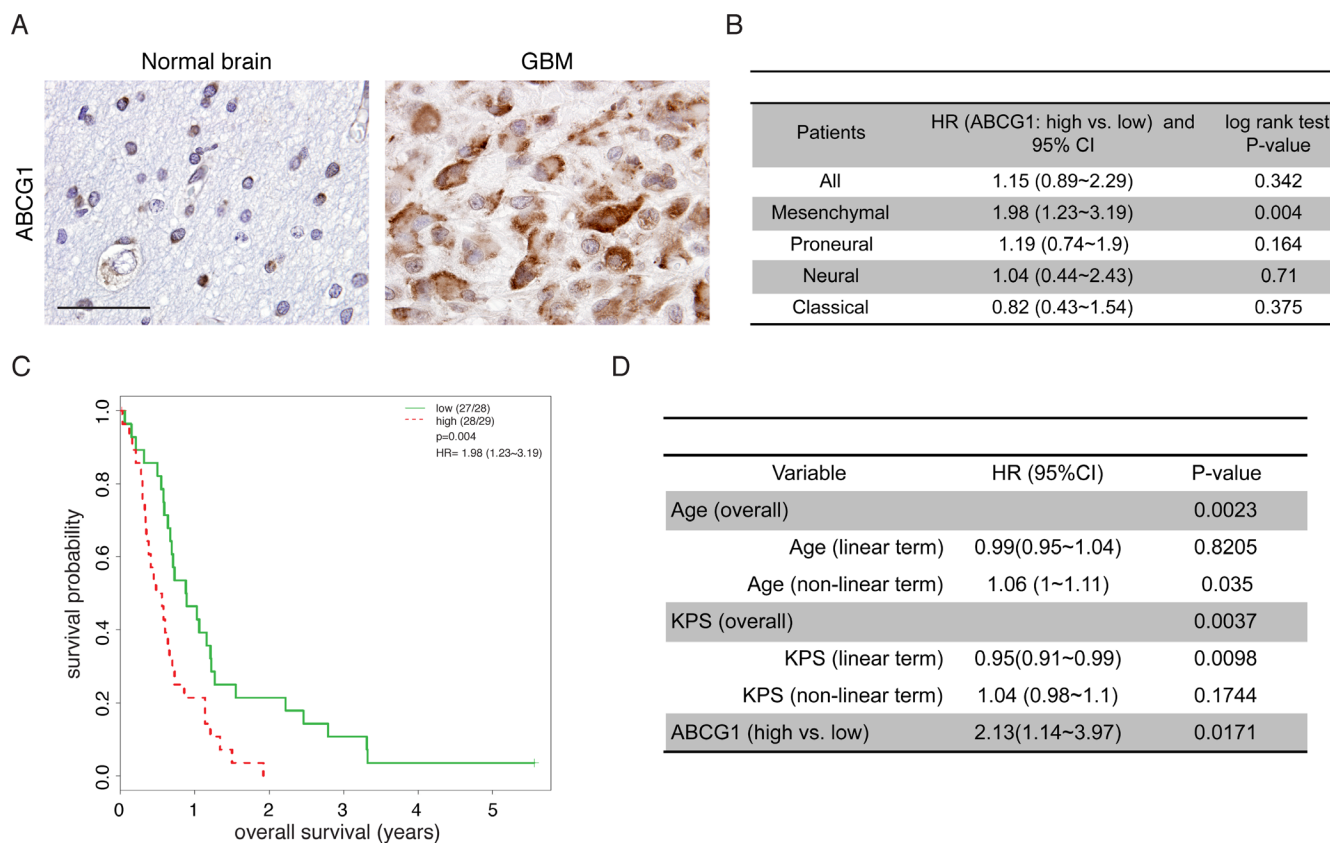 A
Normal brain
GBM
ABCG1
B
Patients HR (ABCG1: high vs. low) and 95% CI log rank test P-value
All 1.15 (0.89~2.29) 0.342
Mesenchymal 1.98 (1.23~3.19) 0.004
Proneural 1.19 (0.74~1.9) 0.164
Neural 1.04 (0.44~2.43) 0.71
Classical 0.82 (0.43~1.54) 0.375
C
low (27/28)
high (28/29)
p=0.004
HR= 1.98 (1.23~3.19)
survival probability
1.0
0.8
0.6
0.4
0.2
0.0
0 1 2 3 4 5
overall survival (years)
D
Variable HR (95%CI) P-value
Age (overall) 0.0023
Age (linear term) 0.99(0.95~1.04) 0.8205
Age (non-linear term) 1.06 (1~1.11) 0.035
KPS (overall) 0.0037
KPS (linear term) 0.95(0.91~0.99) 0.0098
KPS (non-linear term) 1.04 (0.98~1.1) 0.1744
ABCG1 (high vs. low) 2.13(1.14~3.97) 0.0171